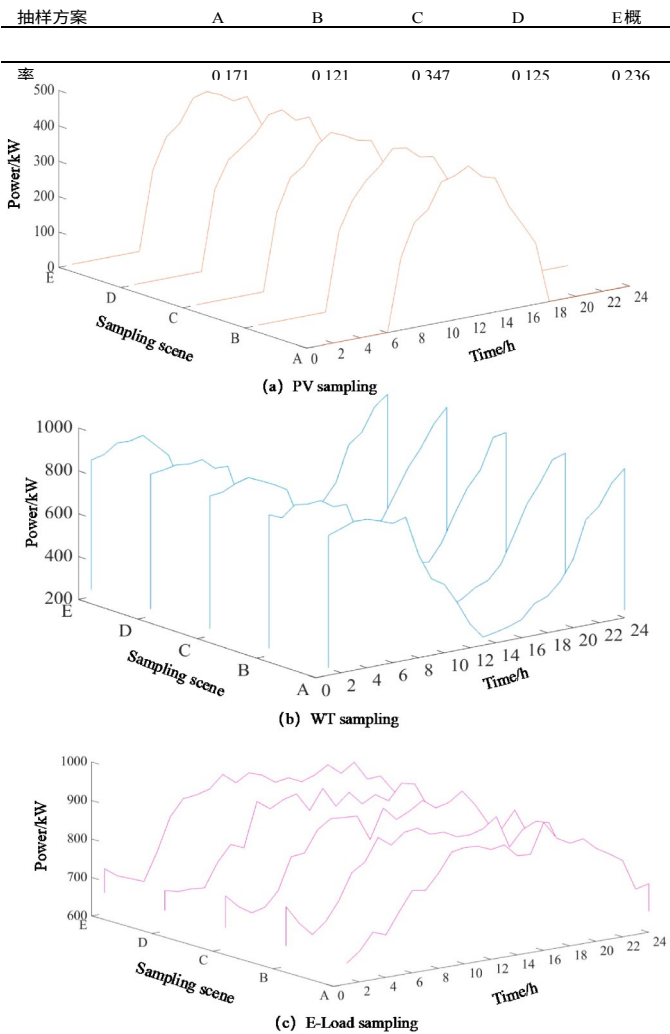 抽样方案 A B C D E概
率 0.171 0.121 0.347 0.125 0.236
500
400
300
200
100
0
Power/kW
E
D
C
B
A
Sampling scene
0 2 4 6 8 10 12 14 16 18 20 22 24
Time/h
(a) PV sampling
1000
800
600
400
200
Power/kW
E
D
C
B
A
Sampling scene
0 2 4 6 8 10 12 14 16 18 20 22 24
Time/h
(b) WT sampling
1000
900
800
700
600
Power/kW
E
D
C
B
A
Sampling scene
0 2 4 6 8 10 12 14 16 18 20 22 24
Time/h
(c) E-Load sampling